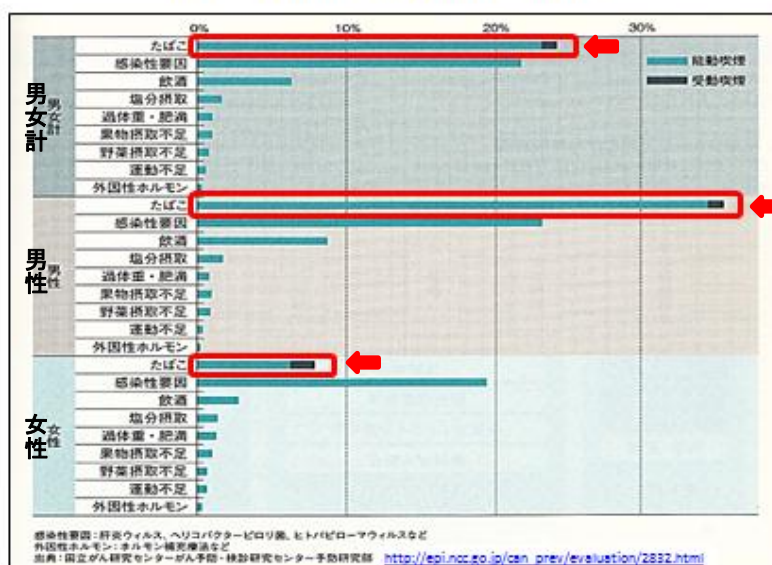 0% 10% 20% 30%
能動喫煙
受動喫煙
男女計
男女計
たばこ
感染性要因
飲酒
塩分摂取
過体重・肥満
果物摂取不足
野菜摂取不足
運動不足
外因性ホルモン
男性
男性
たばこ
感染性要因
飲酒
塩分摂取
過体重・肥満
果物摂取不足
野菜摂取不足
運動不足
外因性ホルモン
女性
女性
たばこ
感染性要因
飲酒
塩分摂取
過体重・肥満
果物摂取不足
野菜摂取不足
運動不足
外因性ホルモン
感染性要因：肝炎ウィルス、ヘリコバクターピロリ菌、ヒトパピローマウィルスなど
外因性ホルモン：ホルモン補充療法など
出典：国立がん研究センターがん予防・検診研究センター予防研究部 http://epi.ncc.go.jp/can_prev/evaluation/2832.html